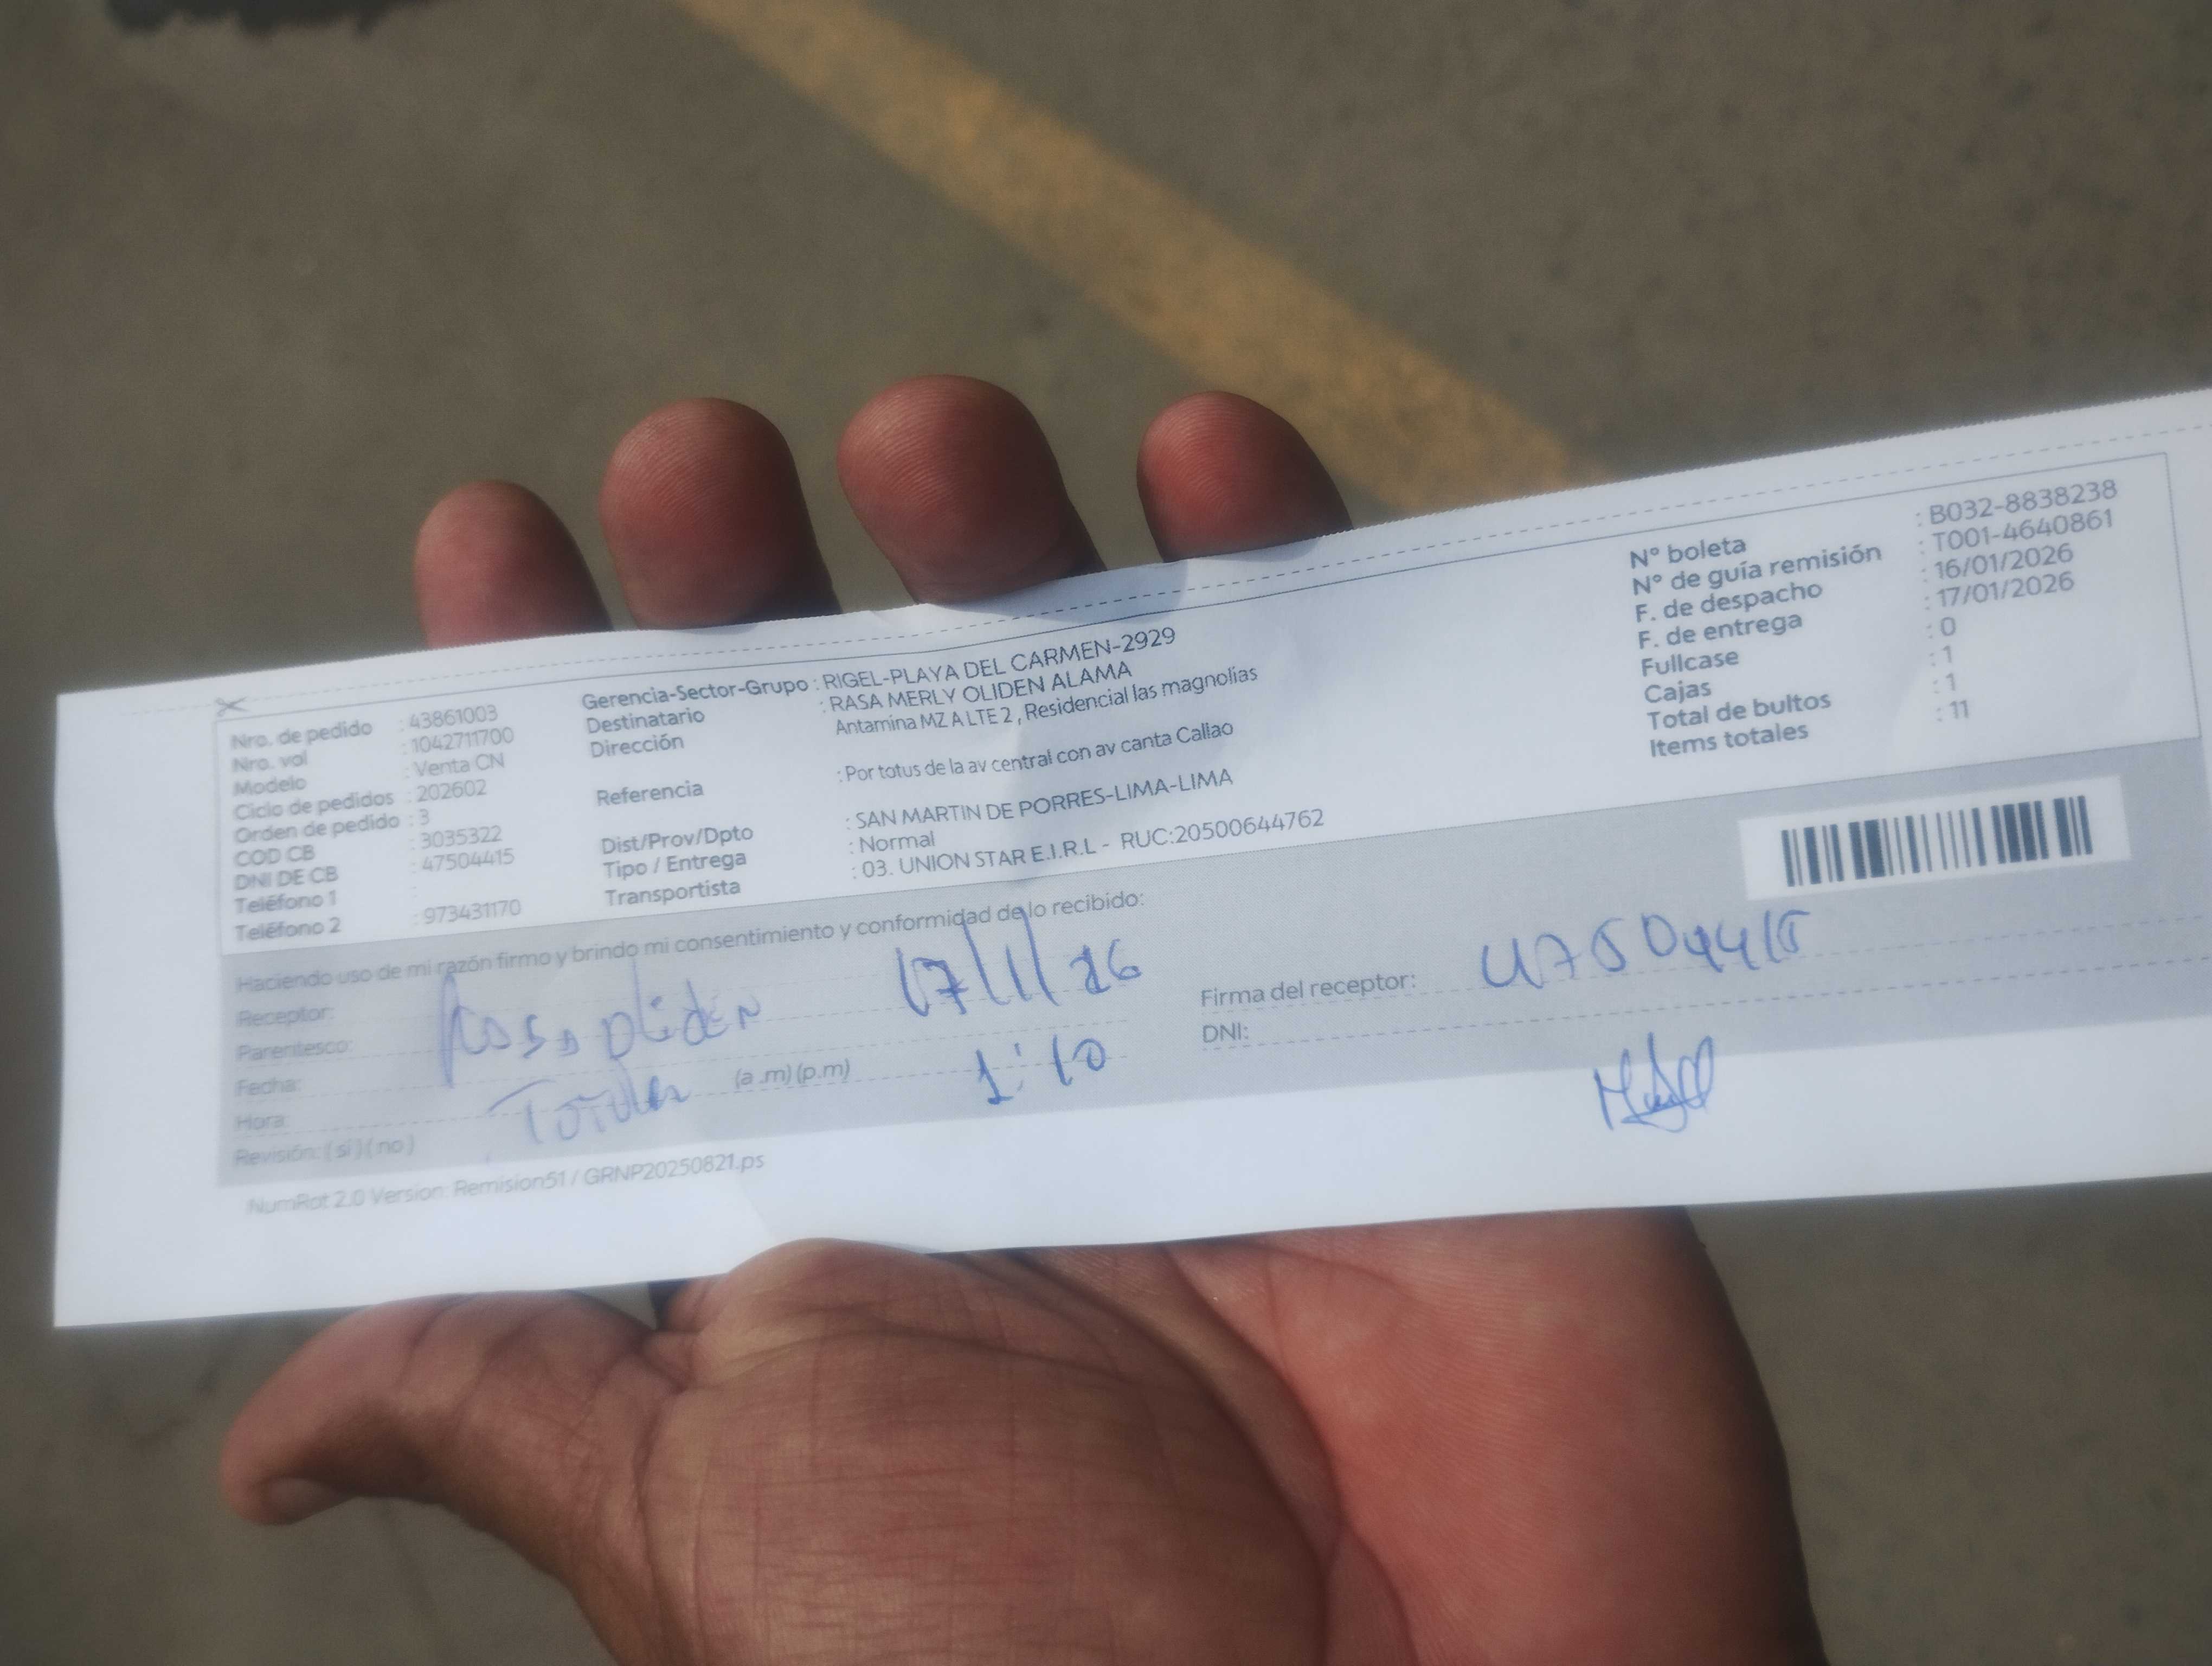 Nro. de pedido : 43861003
Nro. vol : 1042711700
Modelo : Venta CN
Ciclo de pedidos : 202602
Orden de pedido : 3
COD CB : 3035322
DNI DE CB : 47504415
Teléfono 1 :
Teléfono 2 : 973431170
Gerencia-Sector-Grupo : RIGEL-PLAYA DEL CARMEN-2929
Destinatario : RASA MERLY OLIDEN ALAMA
Dirección Antamina MZ A LTE 2 , Residencial las magnolias
Referencia : Por totus de la av central con av canta Callao
Dist/Prov/Dpto : SAN MARTIN DE PORRES-LIMA-LIMA
Tipo / Entrega : Normal
Transportista : 03. UNION STAR E.I.R.L - RUC:20500644762
N° boleta : B032-8838238
N° de guía remisión : T001-4640861
F. de despacho : 16/01/2026
F. de entrega : 17/01/2026
Fullcase : 0
Cajas : 1
Total de bultos : 1
Items totales : 11
Haciendo uso de mi razón firmo y brindo mi consentimiento y conformidad de lo recibido:
Receptor:
Parentesco: Rosa oliden
Fecha: 17/1/26
Hora: Titular (a .m) (p.m) 1:10
Revisión: ( si ) ( no )
Firma del receptor: 47504415
DNI:
NumRot 2.0 Version: Remision51 / GRNP20250821.ps